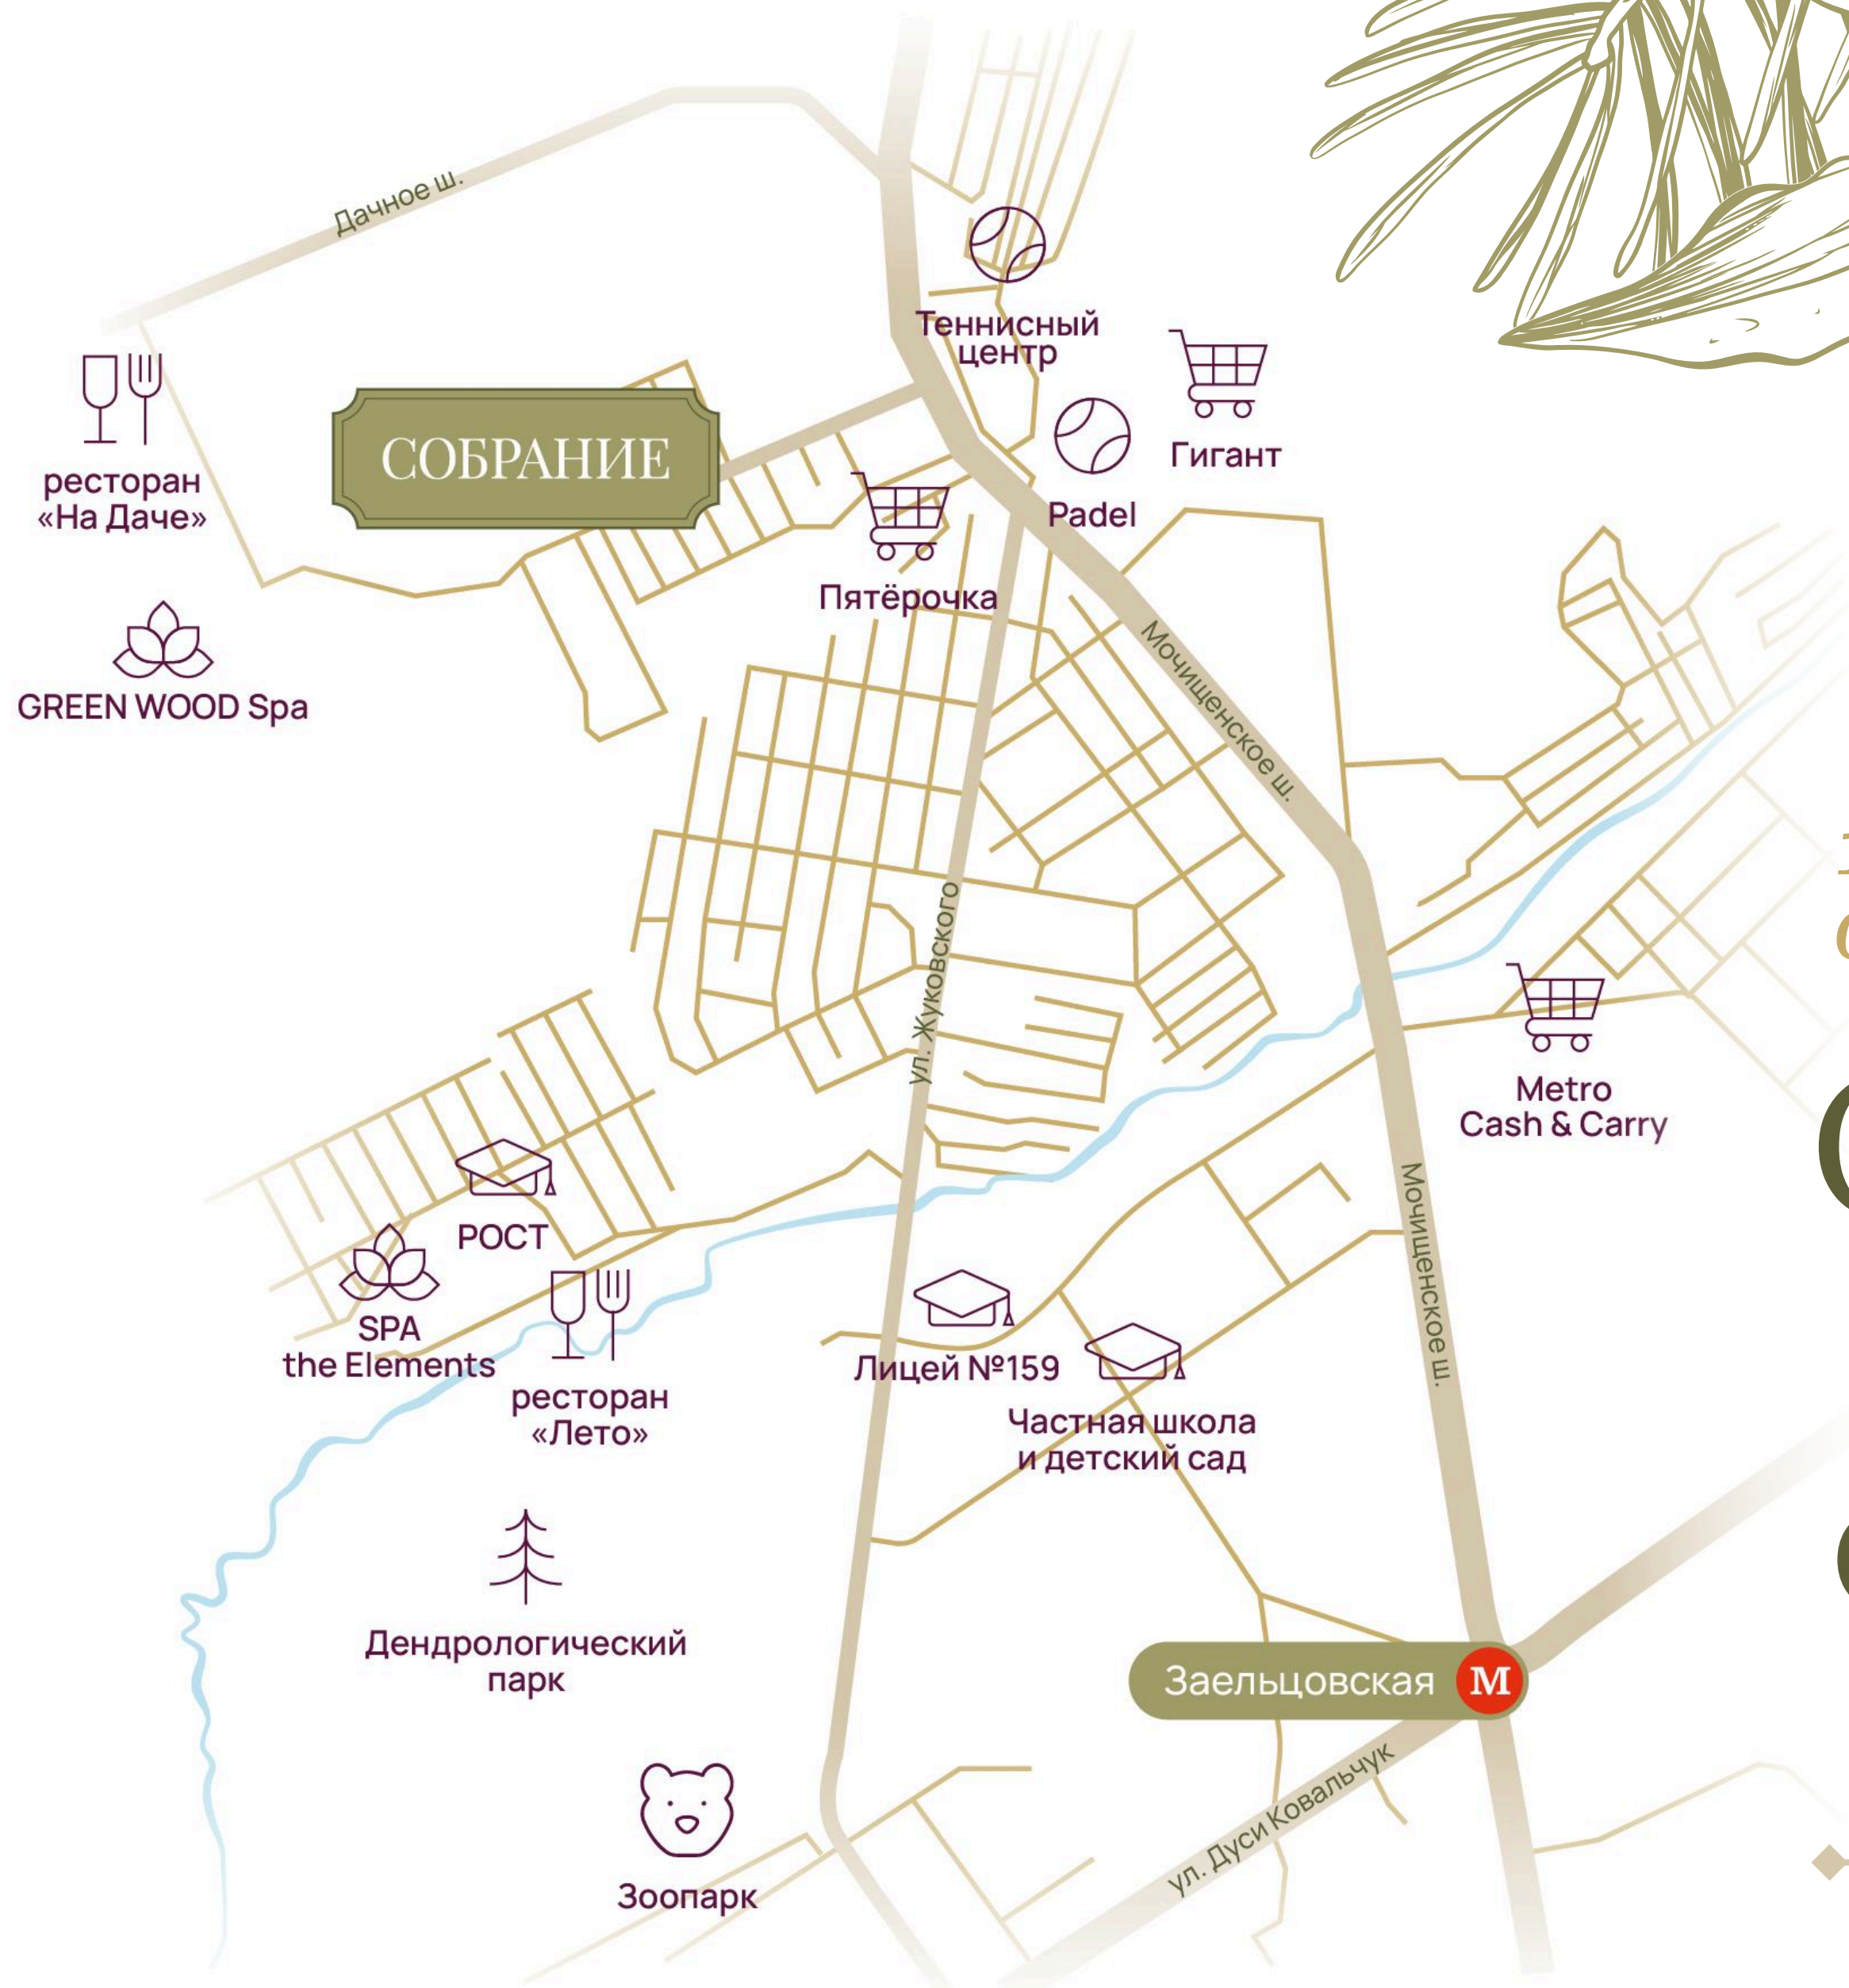 Дачное ш.
Теннисный
центр
Гигант
Padel
СОБРАНИЕ
ресторан
«На Даче»
Пятёрочка
GREEN WOOD Spa
Мочищенское ш.
ул. Жуковского
Metro
Cash & Carry
Мочищенское ш.
РОСТ
SPA
the Elements
ресторан
«Лето»
Лицей №159
Частная школа
и детский сад
Дендрологический
парк
Заельцовская М
ул. Дуси Ковальчук
Зоопарк